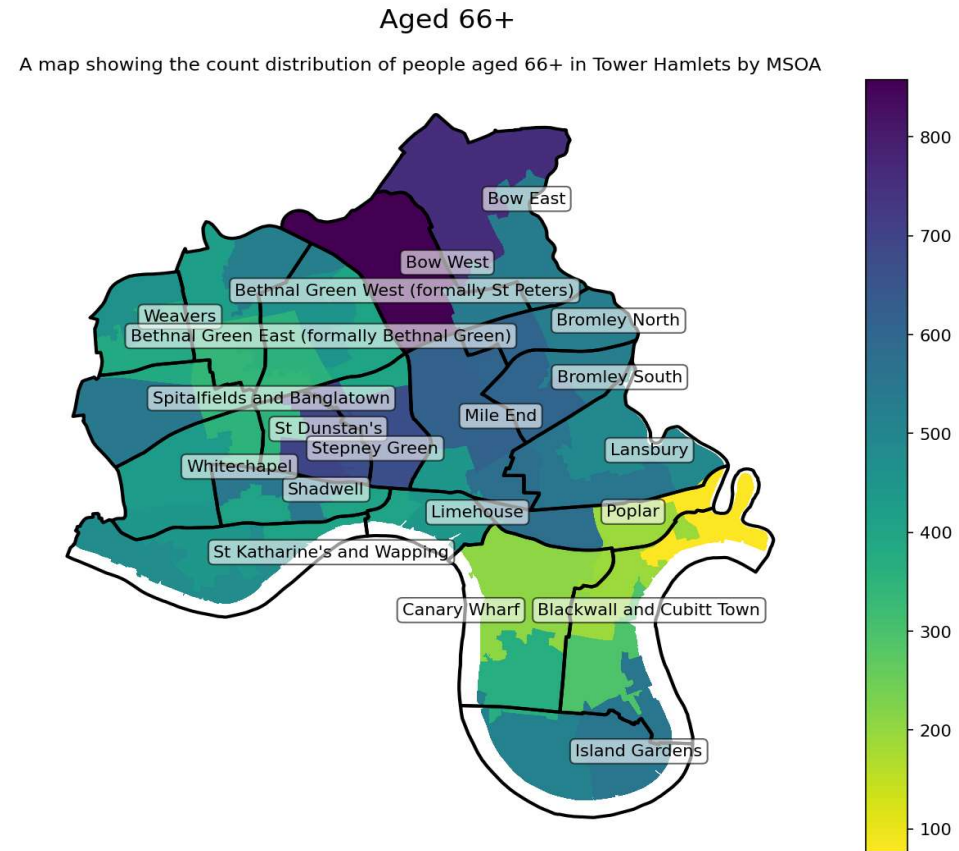 Aged 66+
A map showing the count distribution of people aged 66+ in Tower Hamlets by MSOA
800
Bow East
700
Bow West
Bethnal Green West (formally St Peters)
Weavers
Bromley North
600
Bethnal Green East (formally Bethnal Green)
Bromley South
Spitalfields and Banglatown
Mile End
St Dunstan's
500
Stepney Green
Lansbury
Whitechapel
Shadwell
Limehouse
Poplar
400
St Katharine's and Wapping
Canary Wharf
Blackwall and Cubitt Town
300
200
Island Gardens
100